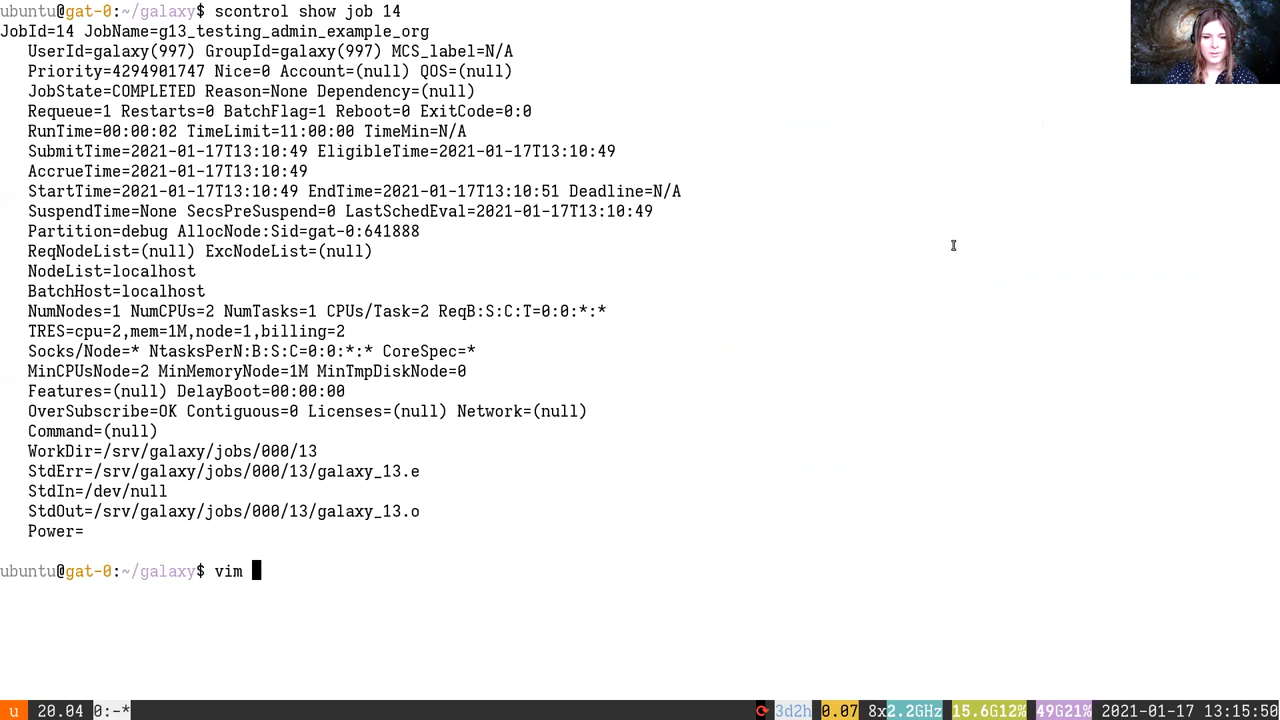 ubuntu@gat-0:~/galaxy$ scontrol show job 14
JobId=14 JobName=g13_testing_admin_example_org
UserId=galaxy(997) GroupId=galaxy(997) MCS_label=N/A
Priority=4294901747 Nice=0 Account=(null) QOS=(null)
JobState=COMPLETED Reason=None Dependency=(null)
Requeue=1 Restarts=0 BatchFlag=1 Reboot=0 ExitCode=0:0
RunTime=00:00:02 TimeLimit=11:00:00 TimeMin=N/A
SubmitTime=2021-01-17T13:10:49 EligibleTime=2021-01-17T13:10:49
AccrueTime=2021-01-17T13:10:49
StartTime=2021-01-17T13:10:49 EndTime=2021-01-17T13:10:51 Deadline=N/A
SuspendTime=None SecsPreSuspend=0 LastSchedEval=2021-01-17T13:10:49
Partition=debug AllocNode:Sid=gat-0:641888
ReqNodeList=(null) ExcNodeList=(null)
NodeList=localhost
BatchHost=localhost
NumNodes=1 NumCPUs=2 NumTasks=1 CPUs/Task=2 ReqB:S:C:T=0:0:*:*
TRES=cpu=2,mem=1M,node=1,billing=2
Socks/Node=* NtasksPerN:B:S:C=0:0:*:* CoreSpec=*
MinCPUsNode=2 MinMemoryNode=1M MinTmpDiskNode=0
Features=(null) DelayBoot=00:00:00
OverSubscribe=OK Contiguous=0 Licenses=(null) Network=(null)
Command=(null)
WorkDir=/srv/galaxy/jobs/000/13
StdErr=/srv/galaxy/jobs/000/13/galaxy_13.e
StdIn=/dev/null
StdOut=/srv/galaxy/jobs/000/13/galaxy_13.o
Power=
ubuntu@gat-0:~/galaxy$ vim
u 20.04 0:-* 3d2h 0.07 8x2.2GHz 15.6G12% 49G21% 2021-01-17 13:15:50